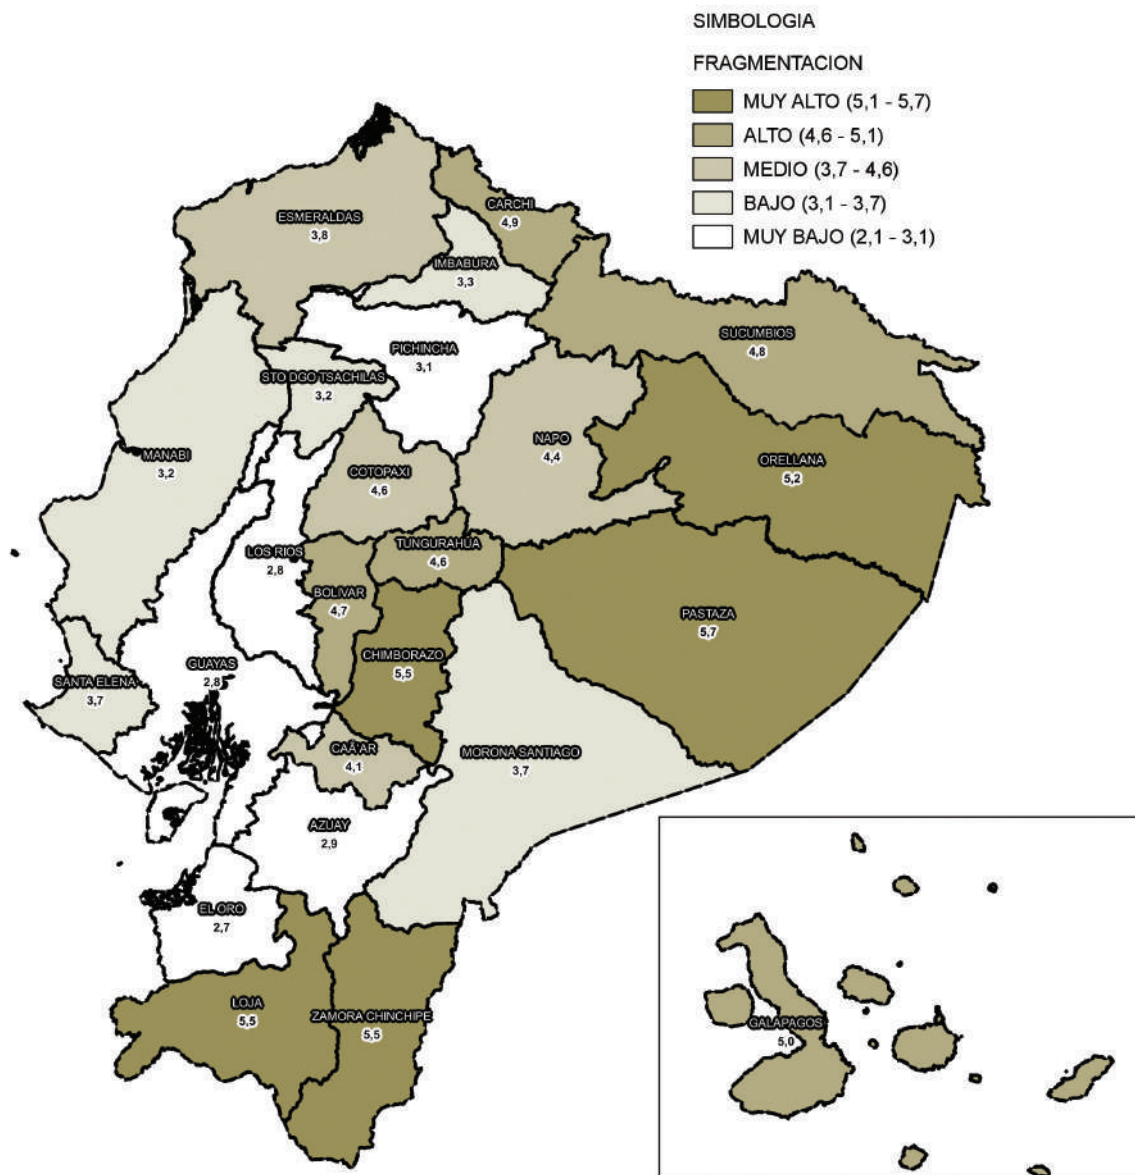 SIMBOLOGIA
FRAGMENTACION
MUY ALTO (5,1 - 5,7)
ALTO (4,6 - 5,1)
MEDIO (3,7 - 4,6)
BAJO (3,1 - 3,7)
MUY BAJO (2,1 - 3,1)
ESMERALDAS
3,8
CARCHI
4,9
IMBABURA
3,3
SUCUMBIOS
4,8
PICHINCHA
3,1
STO DGO TSACHILAS
3,2
MANABI
3,2
NAPO
4,4
ORELLANA
5,2
COTOPAXI
4,6
LOS RIOS
2,8
TUNGURAHUA
4,6
BOLIVAR
4,7
PASTAZA
5,7
CHIMBORAZO
5,5
GUAYAS
2,8
SANTA ELENA
3,7
CAÃ'AR
4,1
MORONA SANTIAGO
3,7
AZUAY
2,9
EL ORO
2,7
LOJA
5,5
ZAMORA CHINCHIPE
5,5
GALAPAGOS
5,0